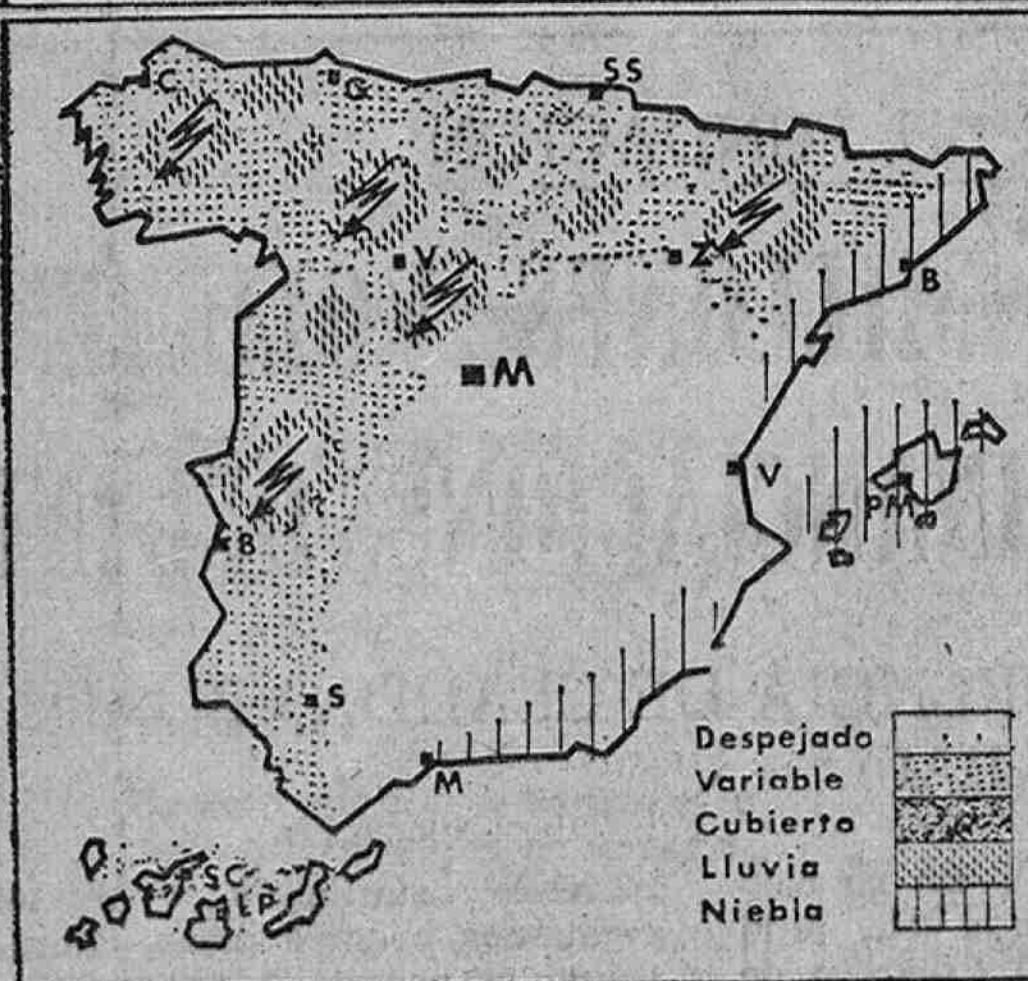 C
G
SS
V
Z
B
M
V
PM
B
S
M
SC
LP
Despejado
Variable
Cubierto
Lluvia
Niebla